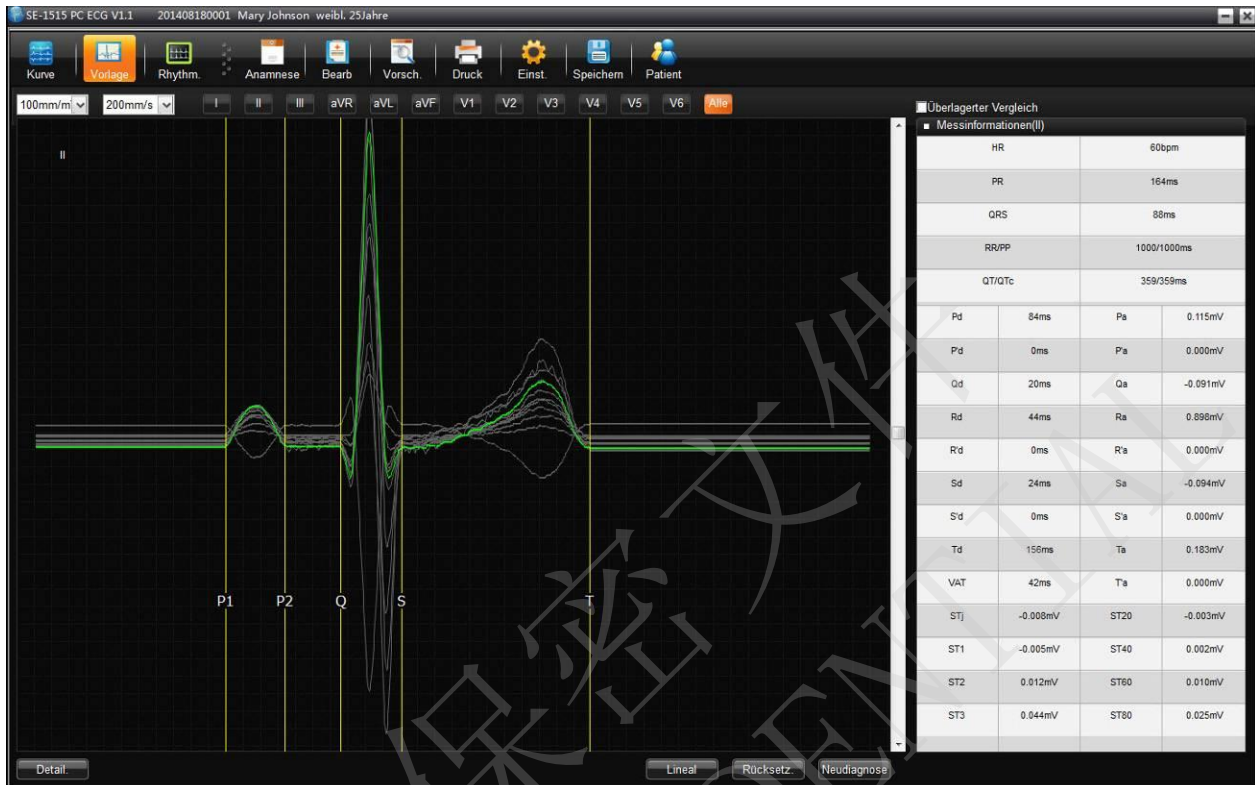 SE-1515 PC ECG V1.1 201408180001 Mary Johnson weibl. 25Jahre
Kurve Vorlage Rhythm. Anamnese Bearb Vorsch. Druck Einst. Speichern Patient
100mm/m 200mm/s I II III aVR aVL aVF V1 V2 V3 V4 V5 V6 Alle
Überlagerter Vergleich
Messinformationen(II)
II
HR 60bpm
PR 164ms
QRS 88ms
RR/PP 1000/1000ms
QT/QTc 359/359ms
Pd 84ms Pa 0.115mV
P'd 0ms P'a 0.000mV
Qd 20ms Qa -0.091mV
Rd 44ms Ra 0.898mV
R'd 0ms R'a 0.000mV
Sd 24ms Sa -0.094mV
S'd 0ms S'a 0.000mV
Td 156ms Ta 0.183mV
VAT 42ms T'a 0.000mV
STj -0.008mV ST20 -0.003mV
ST1 -0.005mV ST40 0.002mV
ST2 0.012mV ST60 0.010mV
ST3 0.044mV ST80 0.025mV
P1 P2 Q S T
Detail. Lineal Rücksetz. Neudiagnose
保密文件
DENTIAL